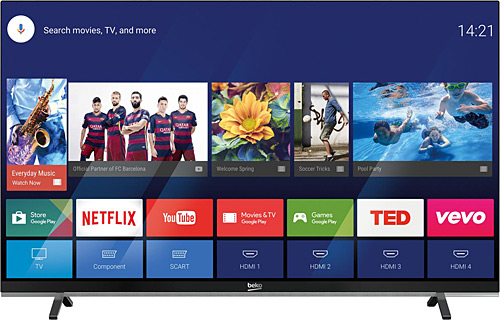 Search movies, TV, and more
14:21
Everyday Music
Watch Now
Official Partner of FC Barcelona
Welcome Spring
Soccer Tricks
Pool Party
Store
Google Play
NETFLIX
YouTube
Movies & TV
Google Play
Games
Google Play
TED
vevo
TV
Component
SCART
HDMI 1
HDMI 2
HDMI 3
HDMI 4
beko